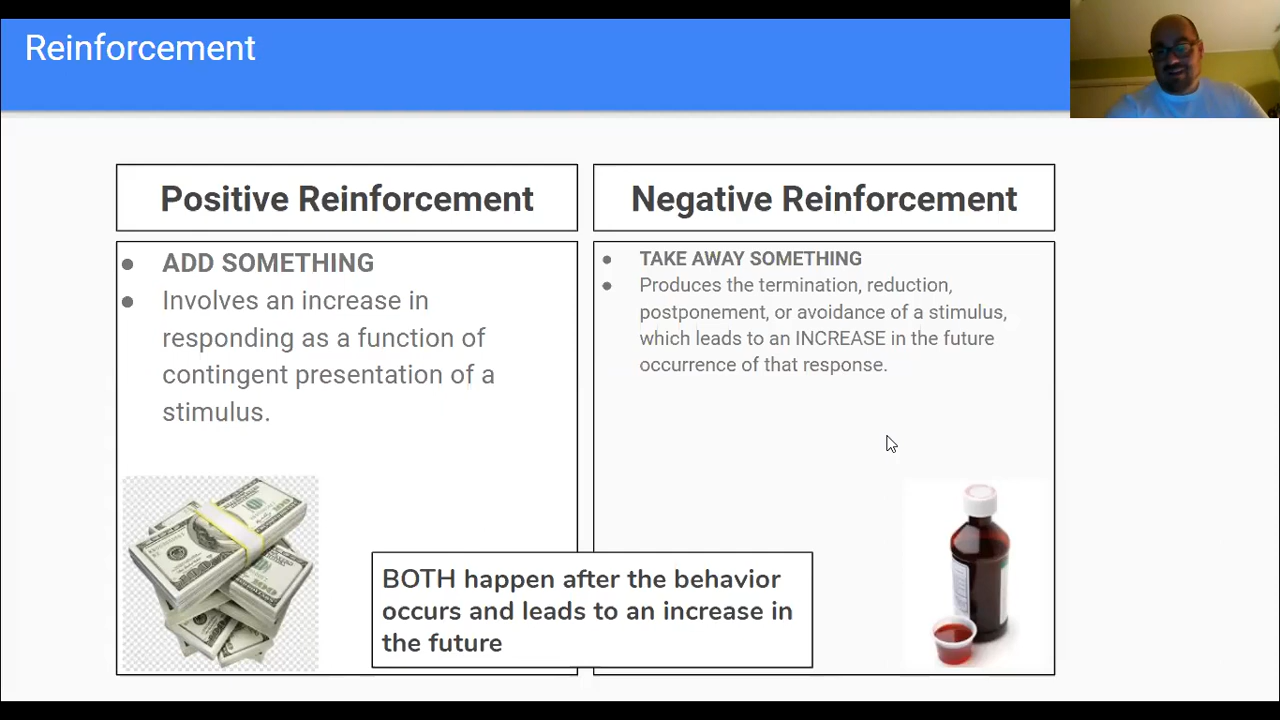 Reinforcement
Positive Reinforcement
ADD SOMETHING
Involves an increase in
responding as a function of
contingent presentation of a
stimulus.
Negative Reinforcement
TAKE AWAY SOMETHING
Produces the termination, reduction,
postponement, or avoidance of a stimulus,
which leads to an INCREASE in the future
occurrence of that response.
BOTH happen after the behavior
occurs and leads to an increase in
the future